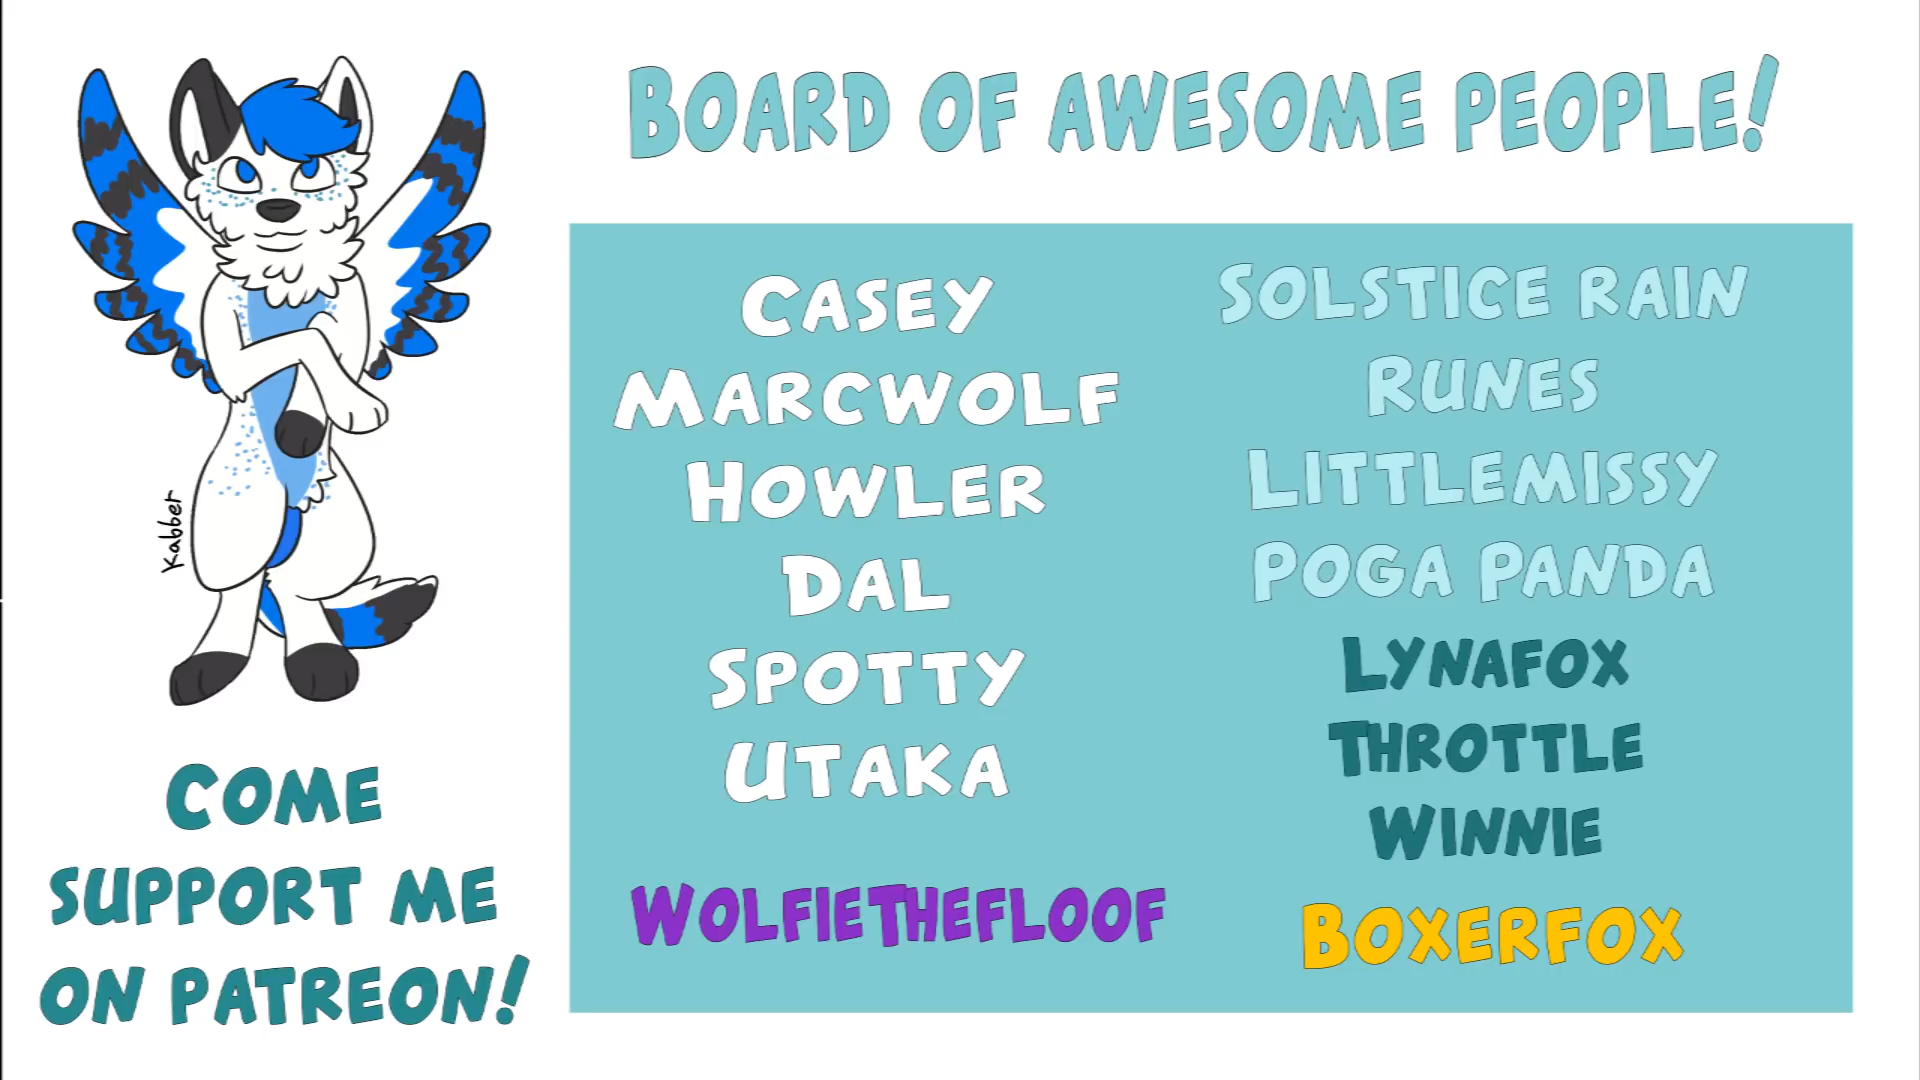 Board of awesome people!
Casey
Marcwolf
Howler
Dal
Spotty
Utaka
WolfieThefloof
Solstice rain
Runes
Littlemissy
Poga Panda
Lynafox
Throttle
Winnie
Boxerfox
Kabber
Come
support me
on patreon!